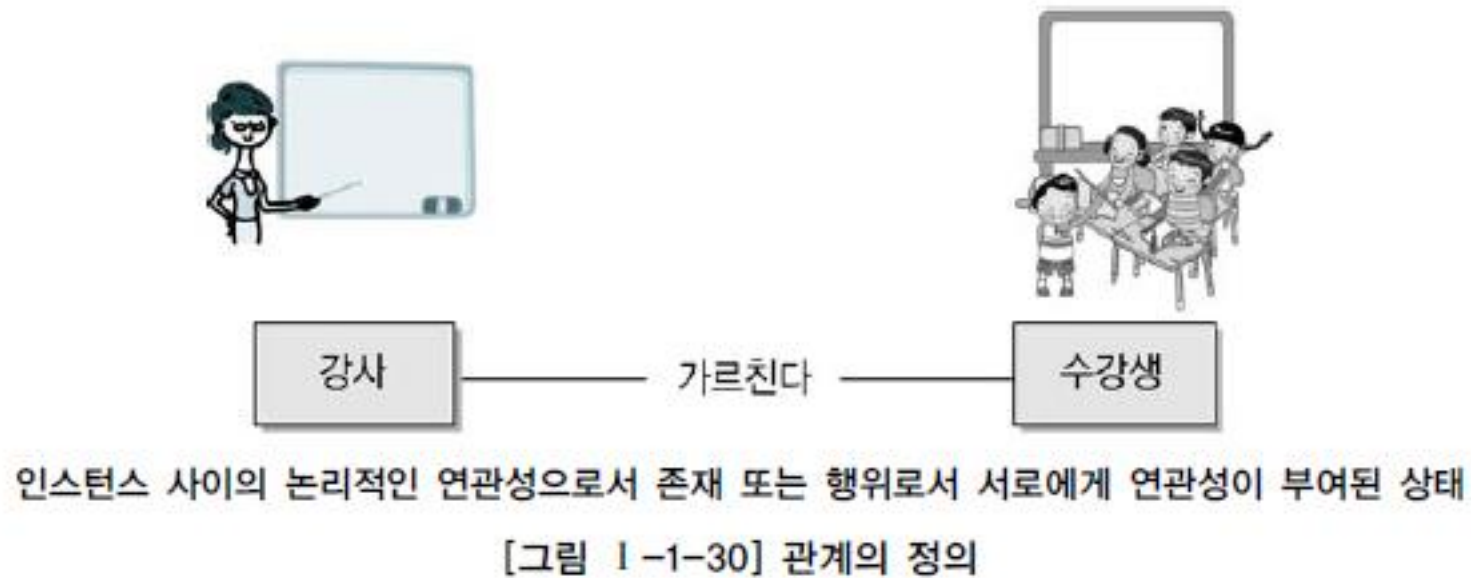 강사 가르친다 수강생
인스턴스 사이의 논리적인 연관성으로서 존재 또는 행위로서 서로에게 연관성이 부여된 상태
[그림 Ⅰ-1-30] 관계의 정의